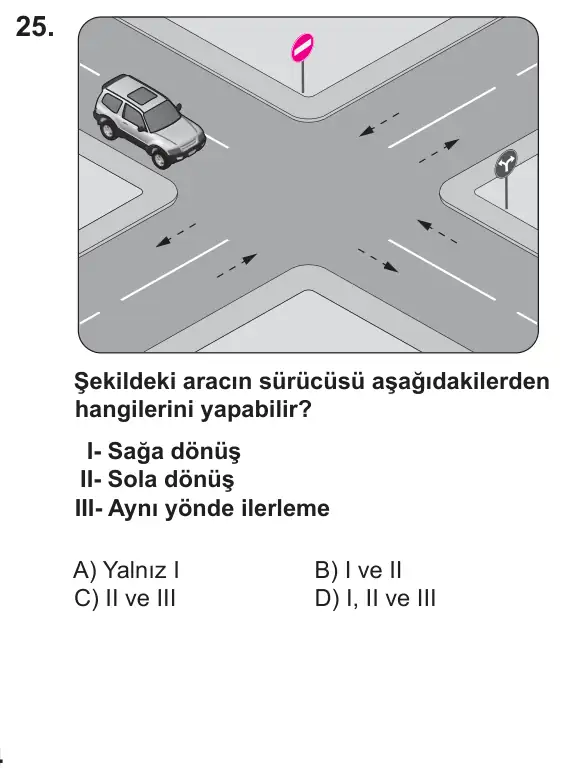 25.
Şekildeki aracın sürücüsü aşağıdakilerden
hangilerini yapabilir?
I- Sağa dönüş
II- Sola dönüş
III- Aynı yönde ilerleme
A) Yalnız I
B) I ve II
C) II ve III
D) I, II ve III